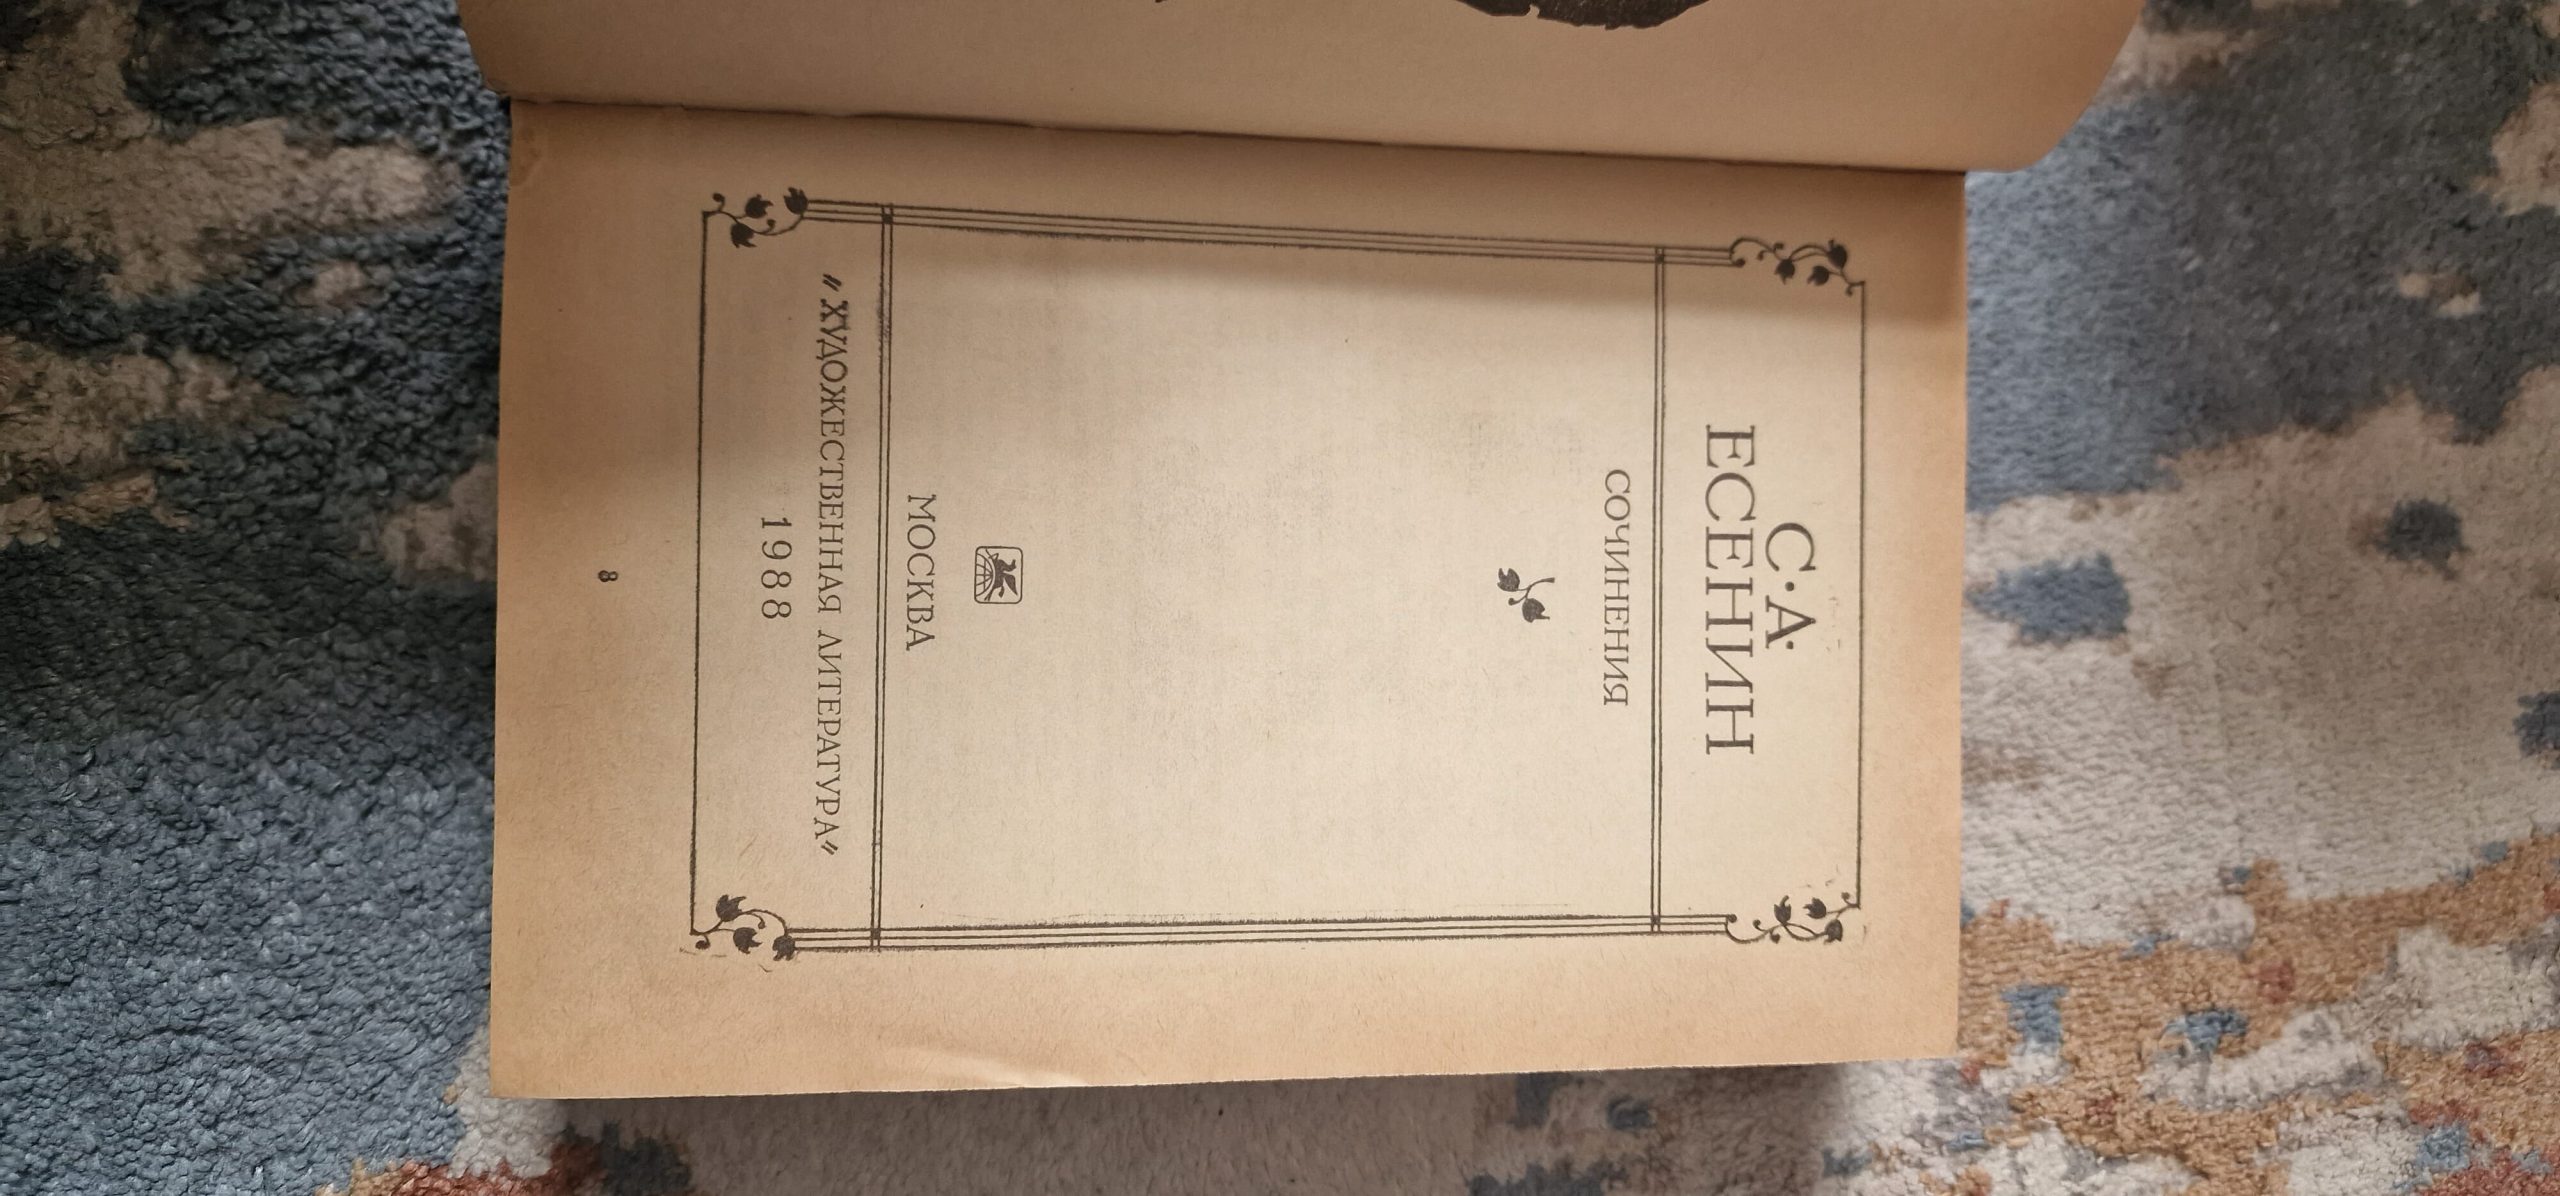 С. А.
ЕСЕНИН
СОЧИНЕНИЯ
МОСКВА
"ХУДОЖЕСТВЕННАЯ ЛИТЕРАТУРА"
1988
8